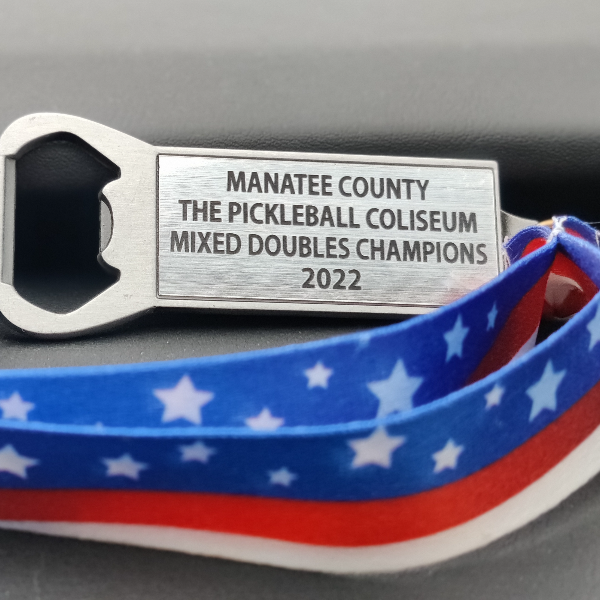 MANATEE COUNTY
THE PICKLEBALL COLISEUM
MIXED DOUBLES CHAMPIONS
2022